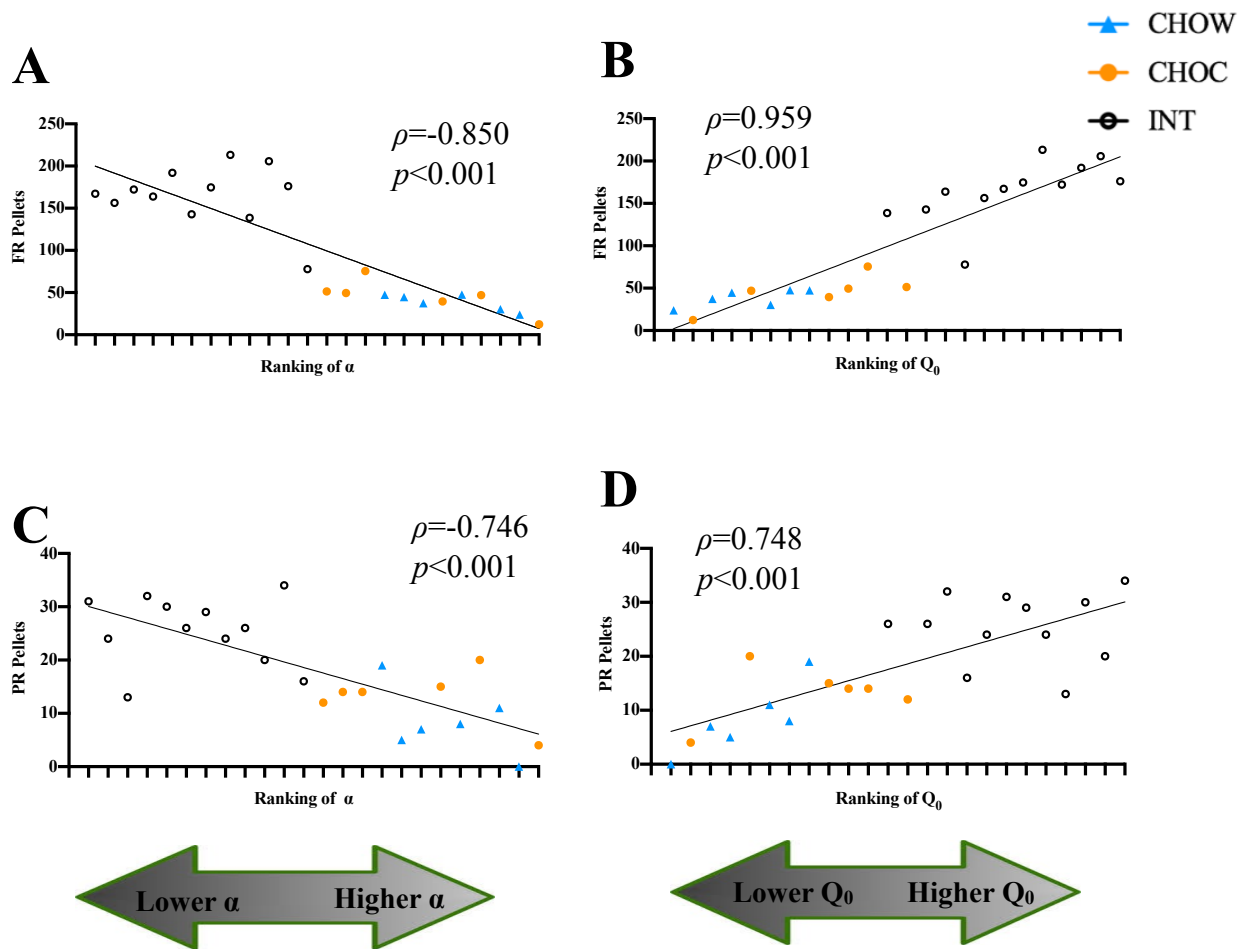 CHOW
CHOC
INT
A
ρ=-0.850
p<0.001
250
200
150
100
50
0
FR Pellets
Ranking of α
B
ρ=0.959
p<0.001
250
200
150
100
50
0
FR Pellets
Ranking of Q₀
C
ρ=-0.746
p<0.001
40
30
20
10
0
PR Pellets
Ranking of α
D
ρ=0.748
p<0.001
40
30
20
10
0
PR Pellets
Ranking of Q₀
Lower α Higher α
Lower Q₀ Higher Q₀